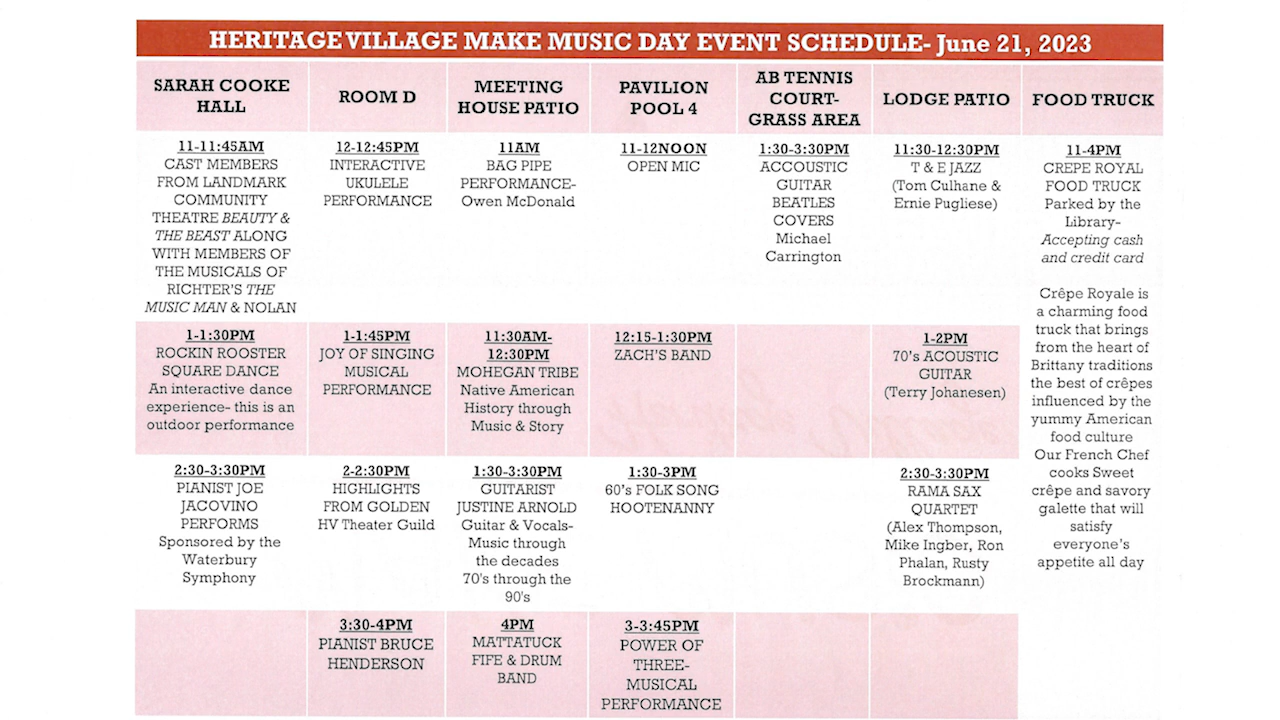 HERITAGE VILLAGE MAKE MUSIC DAY EVENT SCHEDULE- June 21, 2023
SARAH COOKE
HALL
ROOM D
MEETING
HOUSE PATIO
PAVILION
POOL 4
AB TENNIS
COURT-
GRASS AREA
LODGE PATIO
FOOD TRUCK
11-11:45AM
CAST MEMBERS
FROM LANDMARK
COMMUNITY
THEATRE BEAUTY &
THE BEAST ALONG
WITH MEMBERS OF
THE MUSICALS OF
RICHTER'S THE
MUSIC MAN & NOLAN
12-12:45PM
INTERACTIVE
UKULELE
PERFORMANCE
11AM
BAG PIPE
PERFORMANCE-
Owen McDonald
11-12NOON
OPEN MIC
1:30-3:30PM
ACCOUSTIC
GUITAR
BEATLES
COVERS
Michael
Carrington
11:30-12:30PM
T & E JAZZ
(Tom Culhane &
Ernie Pugliese)
11-4PM
CREPE ROYAL
FOOD TRUCK
Parked by the
Library-
Accepting cash
and credit card
Crêpe Royale is
a charming food
truck that brings
from the heart of
Brittany traditions
the best of crêpes
influenced by the
yummy American
food culture
Our French Chef
cooks Sweet
crêpe and savory
galette that will
satisfy
everyone's
appetite all day
1-1:30PM
ROCKIN ROOSTER
SQUARE DANCE
An interactive dance
experience- this is an
outdoor performance
1-1:45PM
JOY OF SINGING
MUSICAL
PERFORMANCE
11:30AM-
12:30PM
MOHEGAN TRIBE
Native American
History through
Music & Story
12:15-1:30PM
ZACH'S BAND
1-2PM
70's ACOUSTIC
GUITAR
(Terry Johanesen)
2:30-3:30PM
PIANIST JOE
JACOVINO
PERFORMS
Sponsored by the
Waterbury
Symphony
2-2:30PM
HIGHLIGHTS
FROM GOLDEN
HV Theater Guild
1:30-3:30PM
GUITARIST
JUSTINE ARNOLD
Guitar & Vocals-
Music through
the decades
70's through the
90's
1:30-3PM
60's FOLK SONG
HOOTENANNY
2:30-3:30PM
RAMA SAX
QUARTET
(Alex Thompson,
Mike Ingber, Ron
Phalan, Rusty
Brockmann)
3:30-4PM
PIANIST BRUCE
HENDERSON
4PM
MATTATUCK
FIFE & DRUM
BAND
3-3:45PM
POWER OF
THREE-
MUSICAL
PERFORMANCE